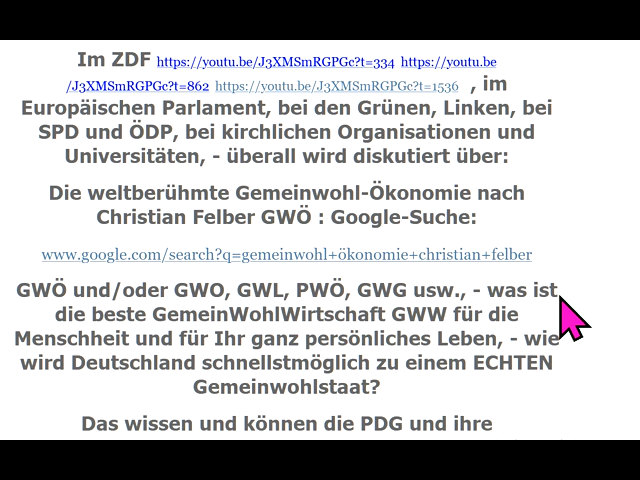 Im ZDF https://youtu.be/J3XMSmRGPGc?t=334 https://youtu.be
/J3XMSmRGPGc?t=862 https://youtu.be/J3XMSmRGPGc?t=1536 , im
Europäischen Parlament, bei den Grünen, Linken, bei
SPD und ÖDP, bei kirchlichen Organisationen und
Universitäten, - überall wird diskutiert über:
Die weltberühmte Gemeinwohl-Ökonomie nach
Christian Felber GWÖ : Google-Suche:
www.google.com/search?q=gemeinwohl+ökonomie+christian+felber
GWÖ und/oder GWO, GWL, PWÖ, GWG usw., - was ist
die beste GemeinWohlWirtschaft GWW für die
Menschheit und für Ihr ganz persönliches Leben, - wie
wird Deutschland schnellstmöglich zu einem ECHTEN
Gemeinwohlstaat?
Das wissen und können die PDG und ihre